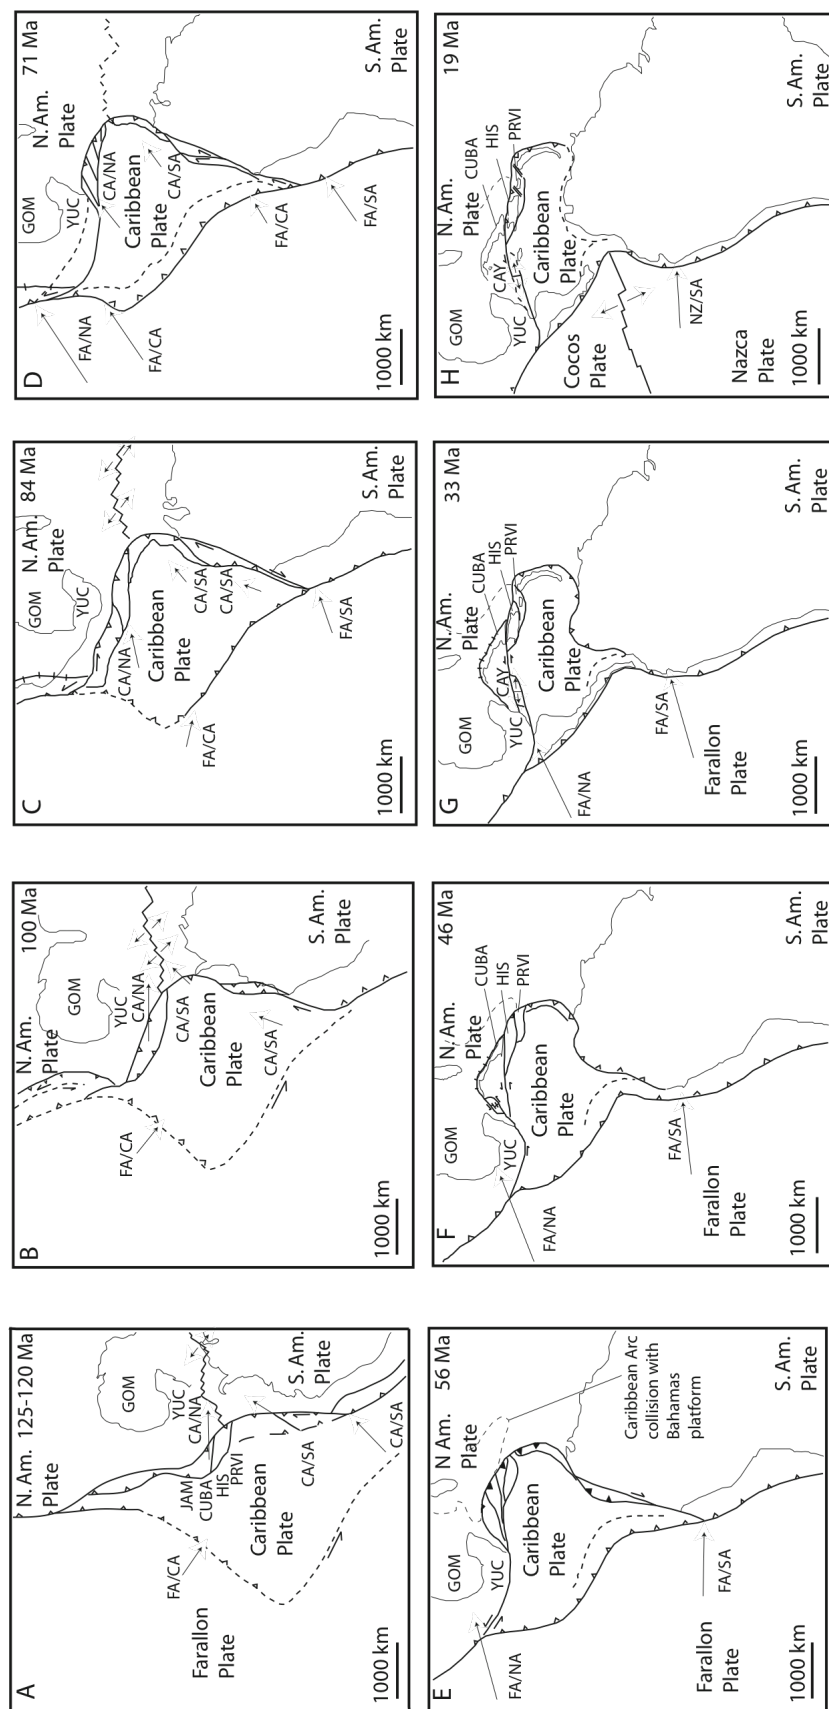 A
125-120 Ma
N. Am.
Plate
GOM
YUC
CA/NA
JAM
CUBA
HIS
PRVI
S. Am.
Plate
FA/CA
Caribbean
Plate
CA/SA
CA/SA
Farallon
Plate
1000 km
B
100 Ma
N. Am.
Plate
GOM
YUC
CA/NA
CA/SA
S. Am.
Plate
FA/CA
Caribbean
Plate
CA/SA
1000 km
C
84 Ma
N. Am.
Plate
GOM
YUC
CA/NA
Caribbean
Plate
CA/SA
CA/SA
S. Am.
Plate
FA/CA
FA/SA
1000 km
D
71 Ma
N. Am.
Plate
GOM
YUC
CA/NA
Caribbean
Plate
CA/SA
S. Am.
Plate
FA/NA
FA/CA
FA/CA
FA/SA
1000 km
E
56 Ma
N Am.
Plate
GOM
YUC
Caribbean
Plate
Caribbean Arc
collision with
Bahamas
platform
FA/NA
FA/SA
Farallon
Plate
S. Am.
Plate
1000 km
F
46 Ma
N. Am.
Plate
CUBA
HIS
PRVI
GOM
YUC
Caribbean
Plate
FA/NA
FA/SA
Farallon
Plate
S. Am.
Plate
1000 km
G
33 Ma
N. Am.
Plate
CUBA
HIS
PRVI
GOM
YUC
CAY
Caribbean
Plate
FA/NA
FA/SA
Farallon
Plate
S. Am.
Plate
1000 km
H
19 Ma
N. Am.
Plate
CUBA
HIS
PRVI
GOM
YUC
CAY
Caribbean
Plate
Cocos
Plate
NZ/SA
Nazca
Plate
S. Am.
Plate
1000 km